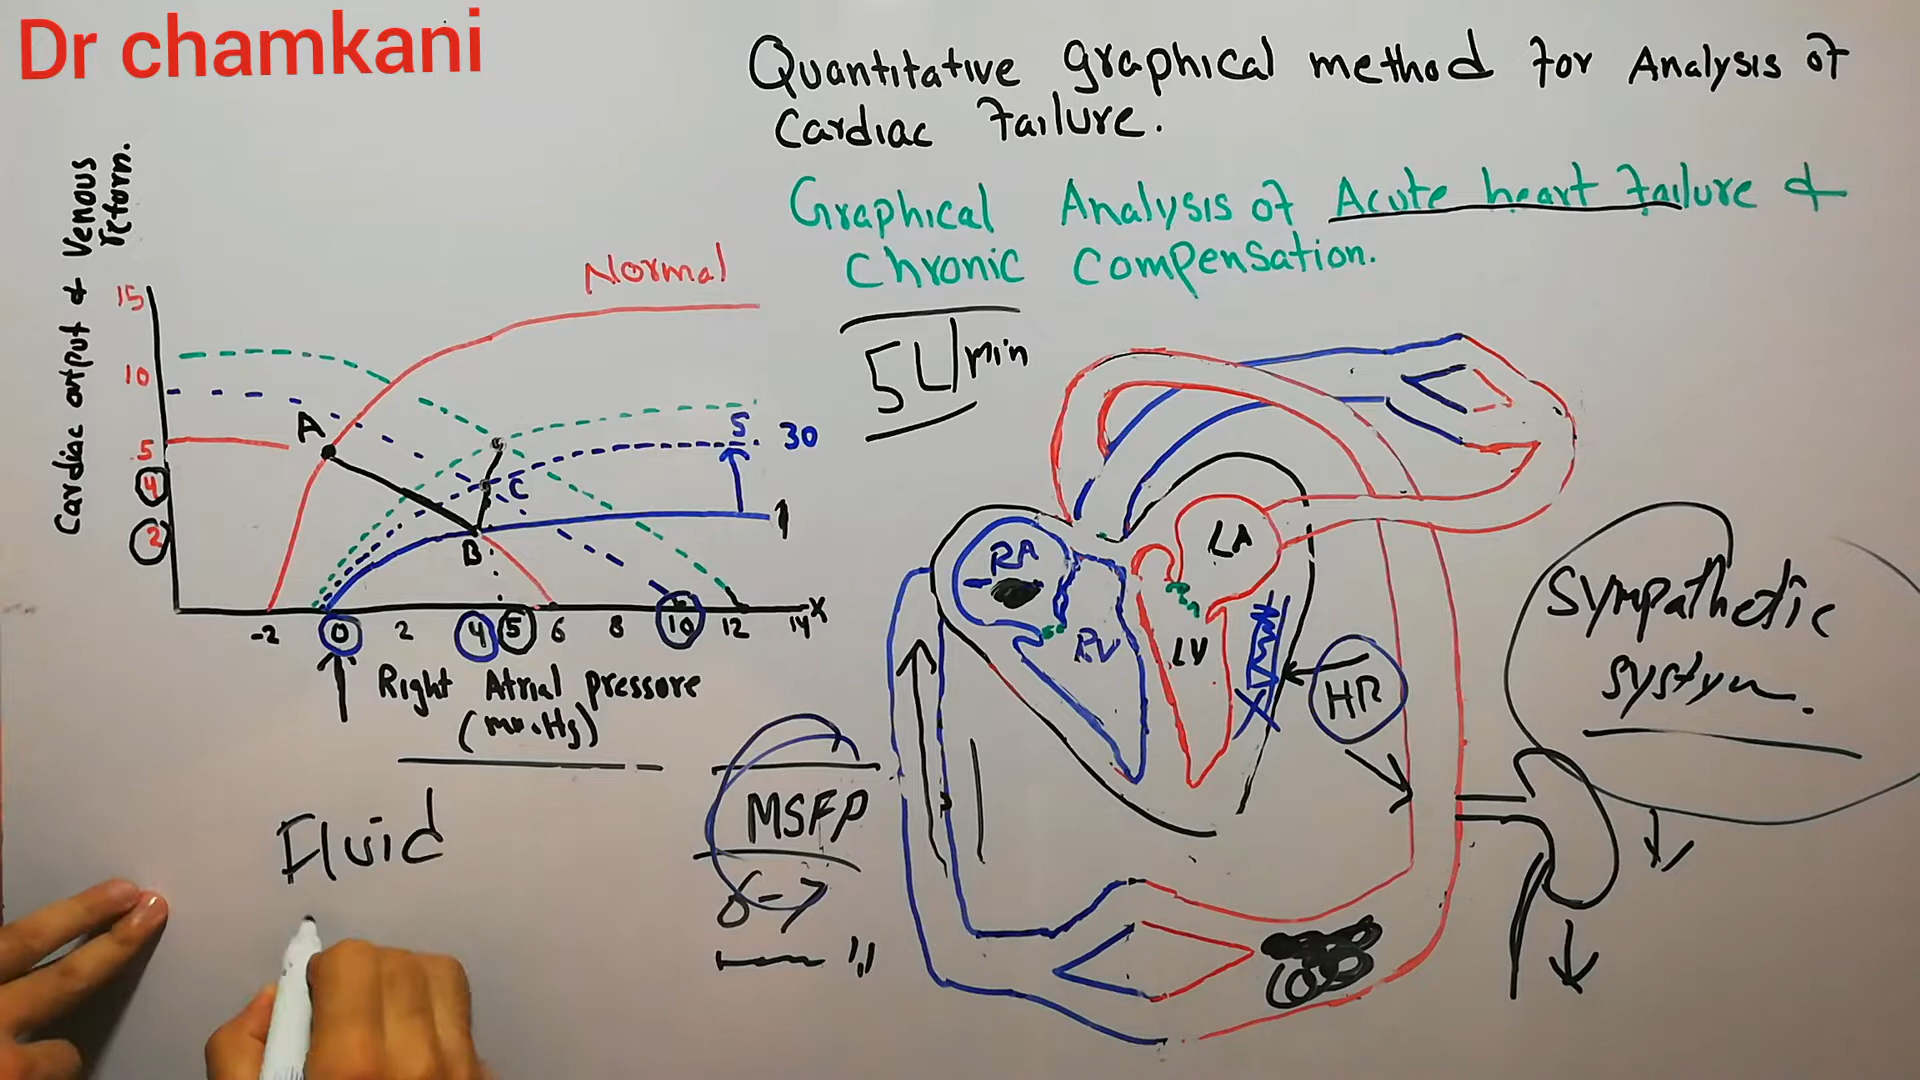 Dr chamkani
Quantitative graphical method for Analysis of
Cardiac Failure.
Graphical Analysis of Acute heart failure &
Chronic Compensation.
Cardiac output & Venous
return.
15
10
5
4
2
Normal
A
B
C
S
30
1
-2 0 2 4 5 6 8 10 12 14 x
Right Atrial pressore
(mm.Hg)
5L/min
Fluid
MSFP
RA
LA
RV
LV
HR
Sympathetic
system.